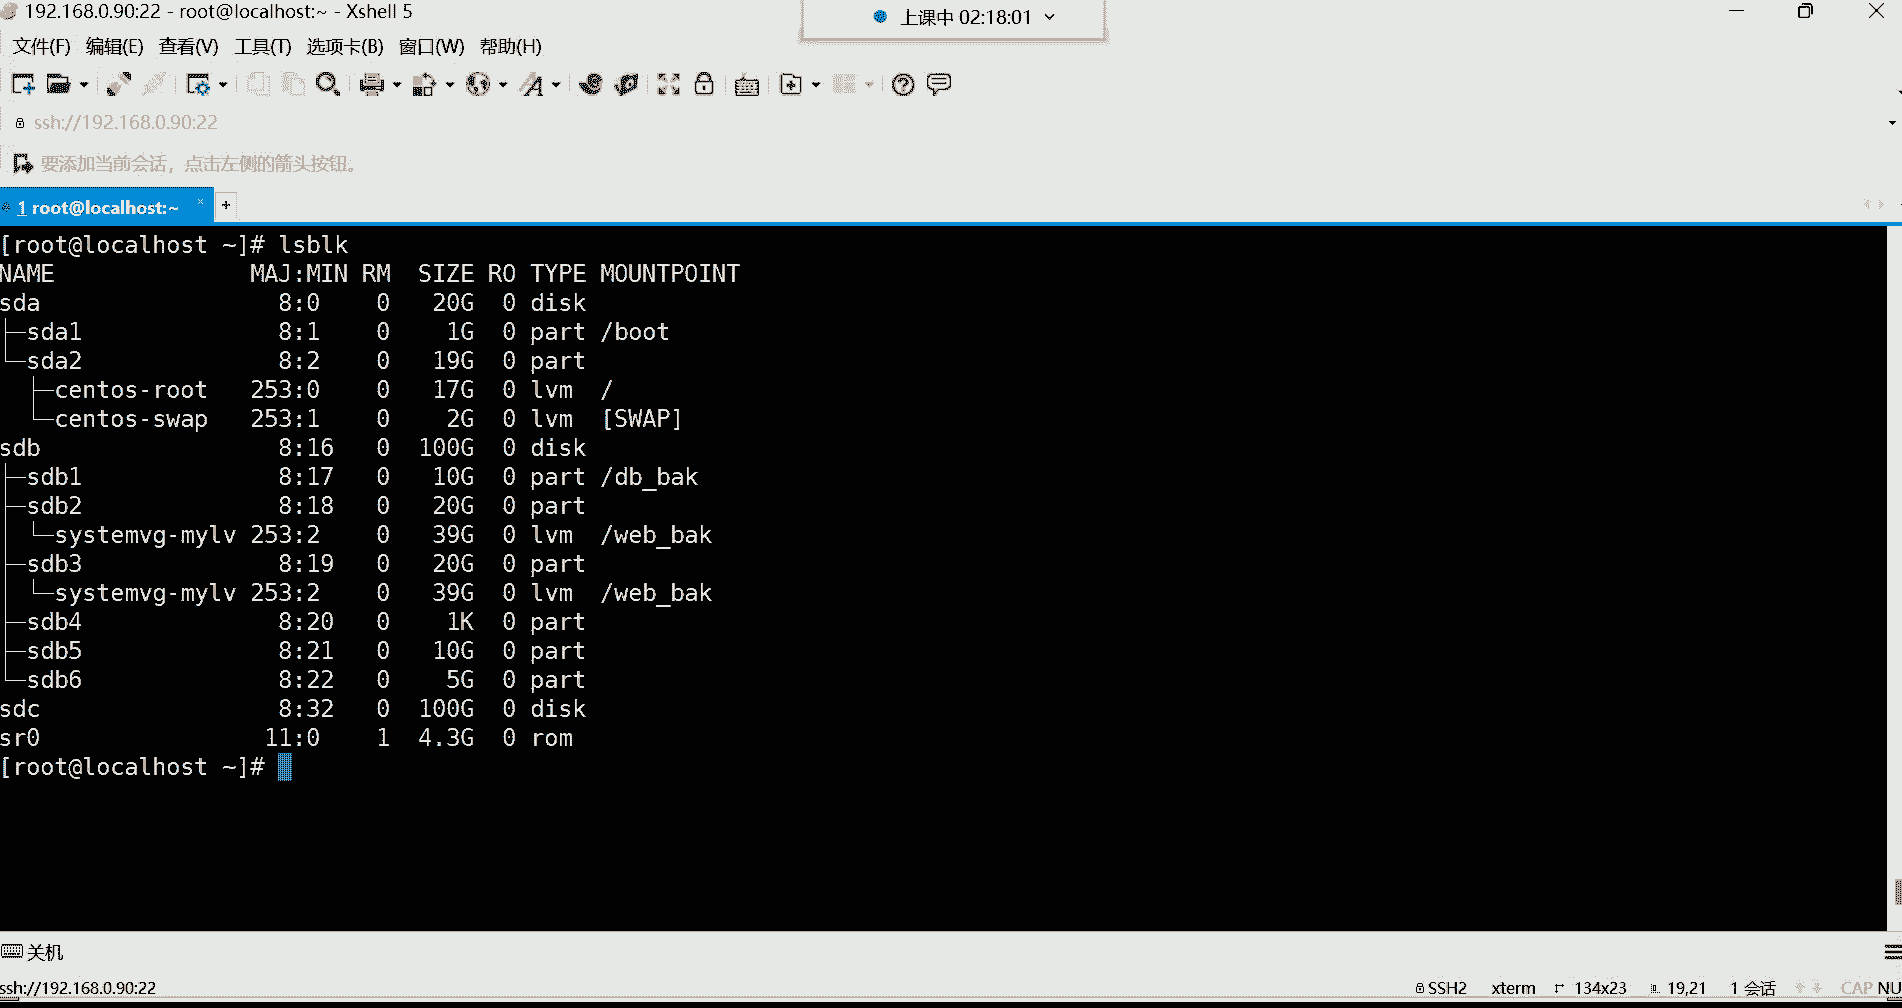 192.168.0.90:22 - root@localhost:~ - Xshell 5
上课中 02:18:01
文件(F) 编辑(E) 查看(V) 工具(T) 选项卡(B) 窗口(W) 帮助(H)
ssh://192.168.0.90:22
要添加当前会话，点击左侧的箭头按钮。
1 root@localhost:~ × +
[root@localhost ~]# lsblk
NAME MAJ:MIN RM SIZE RO TYPE MOUNTPOINT
sda 8:0 0 20G 0 disk
├─sda1 8:1 0 1G 0 part /boot
└─sda2 8:2 0 19G 0 part
├─centos-root 253:0 0 17G 0 lvm /
└─centos-swap 253:1 0 2G 0 lvm [SWAP]
sdb 8:16 0 100G 0 disk
├─sdb1 8:17 0 10G 0 part /db_bak
├─sdb2 8:18 0 20G 0 part
│ └─systemvg-mylv 253:2 0 39G 0 lvm /web_bak
├─sdb3 8:19 0 20G 0 part
│ └─systemvg-mylv 253:2 0 39G 0 lvm /web_bak
├─sdb4 8:20 0 1K 0 part
├─sdb5 8:21 0 10G 0 part
└─sdb6 8:22 0 5G 0 part
sdc 8:32 0 100G 0 disk
sr0 11:0 1 4.3G 0 rom
[root@localhost ~]#
关机
ssh://192.168.0.90:22 SSH2 xterm 134x23 19,21 1 会话 CAP NU